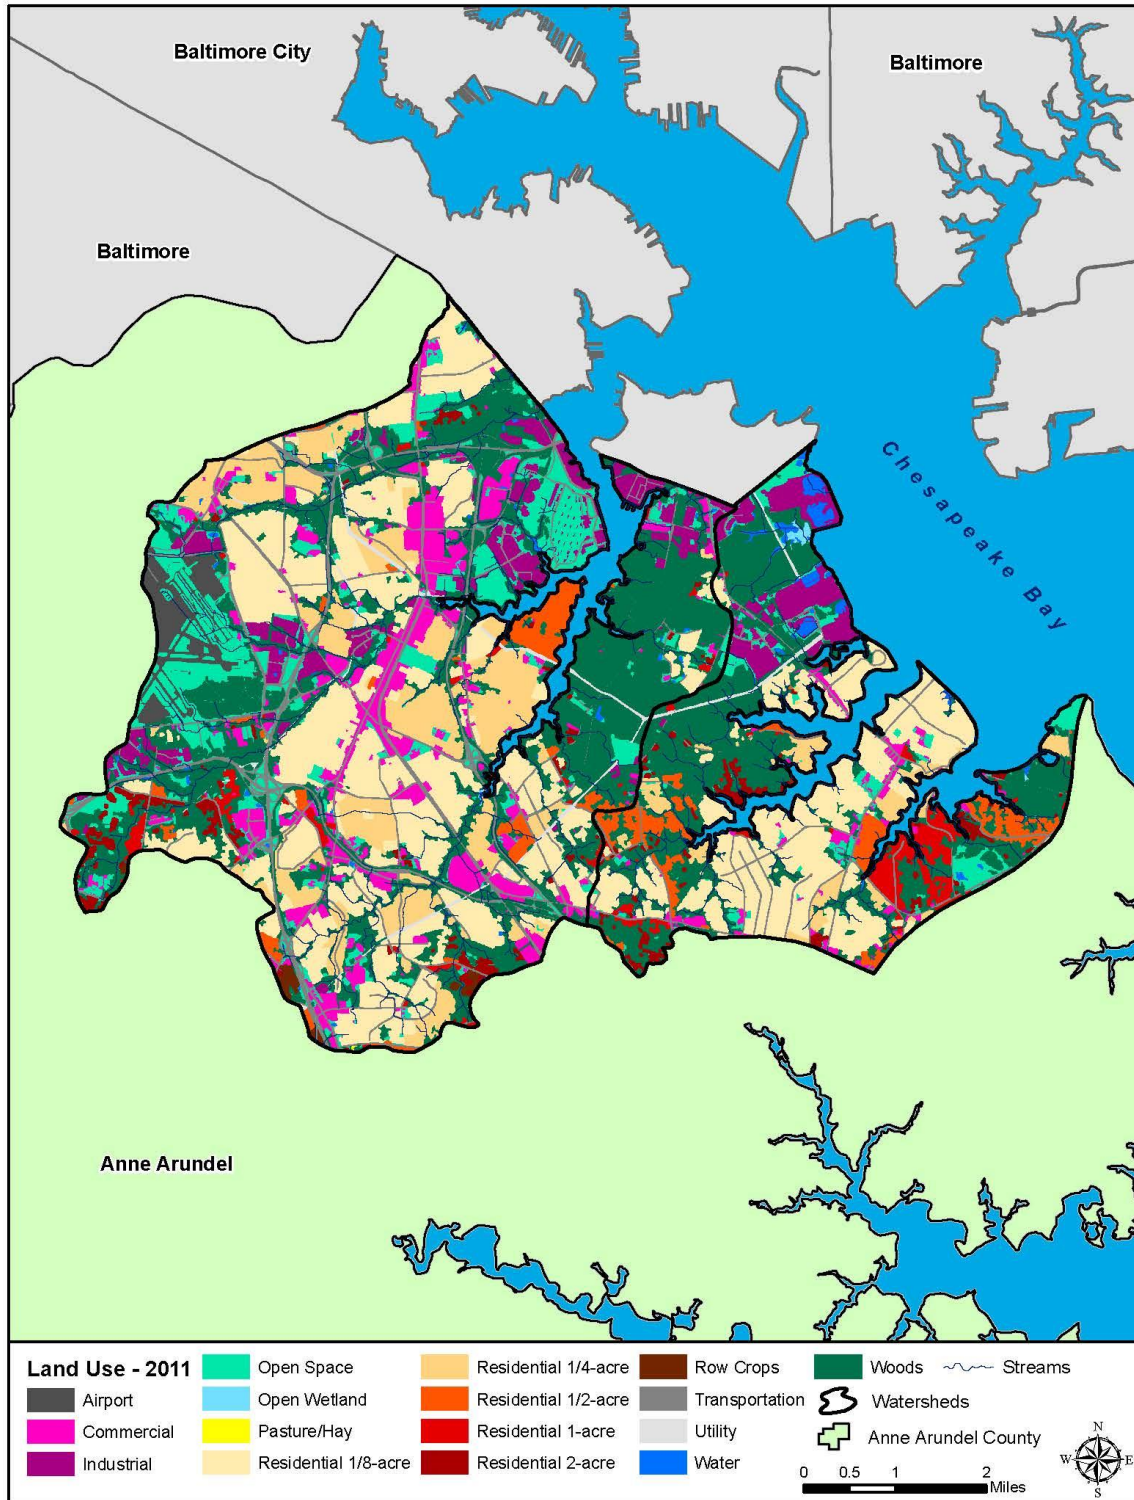 Baltimore City
Baltimore
Baltimore
Chesapeake Bay
Anne Arundel
Land Use - 2011
Airport
Commercial
Industrial
Open Space
Open Wetland
Pasture/Hay
Residential 1/8-acre
Residential 1/4-acre
Residential 1/2-acre
Residential 1-acre
Residential 2-acre
Row Crops
Transportation
Utility
Water
Woods
Streams
Watersheds
Anne Arundel County
0 0.5 1 2
Miles
N
W E
S